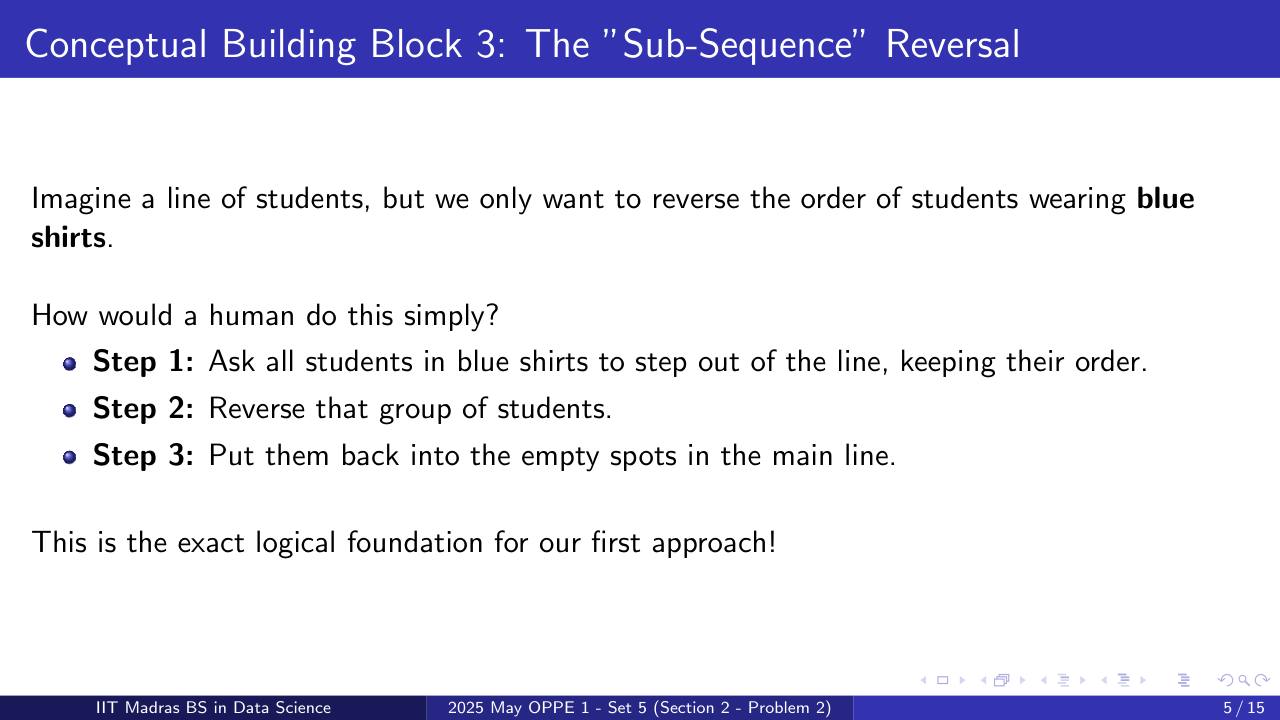 Conceptual Building Block 3: The ”Sub-Sequence” Reversal
Imagine a line of students, but we only want to reverse the order of students wearing blue
shirts.
How would a human do this simply?
Step 1: Ask all students in blue shirts to step out of the line, keeping their order.
Step 2: Reverse that group of students.
Step 3: Put them back into the empty spots in the main line.
This is the exact logical foundation for our first approach!
IIT Madras BS in Data Science
2025 May OPPE 1 - Set 5 (Section 2 - Problem 2)
5 / 15